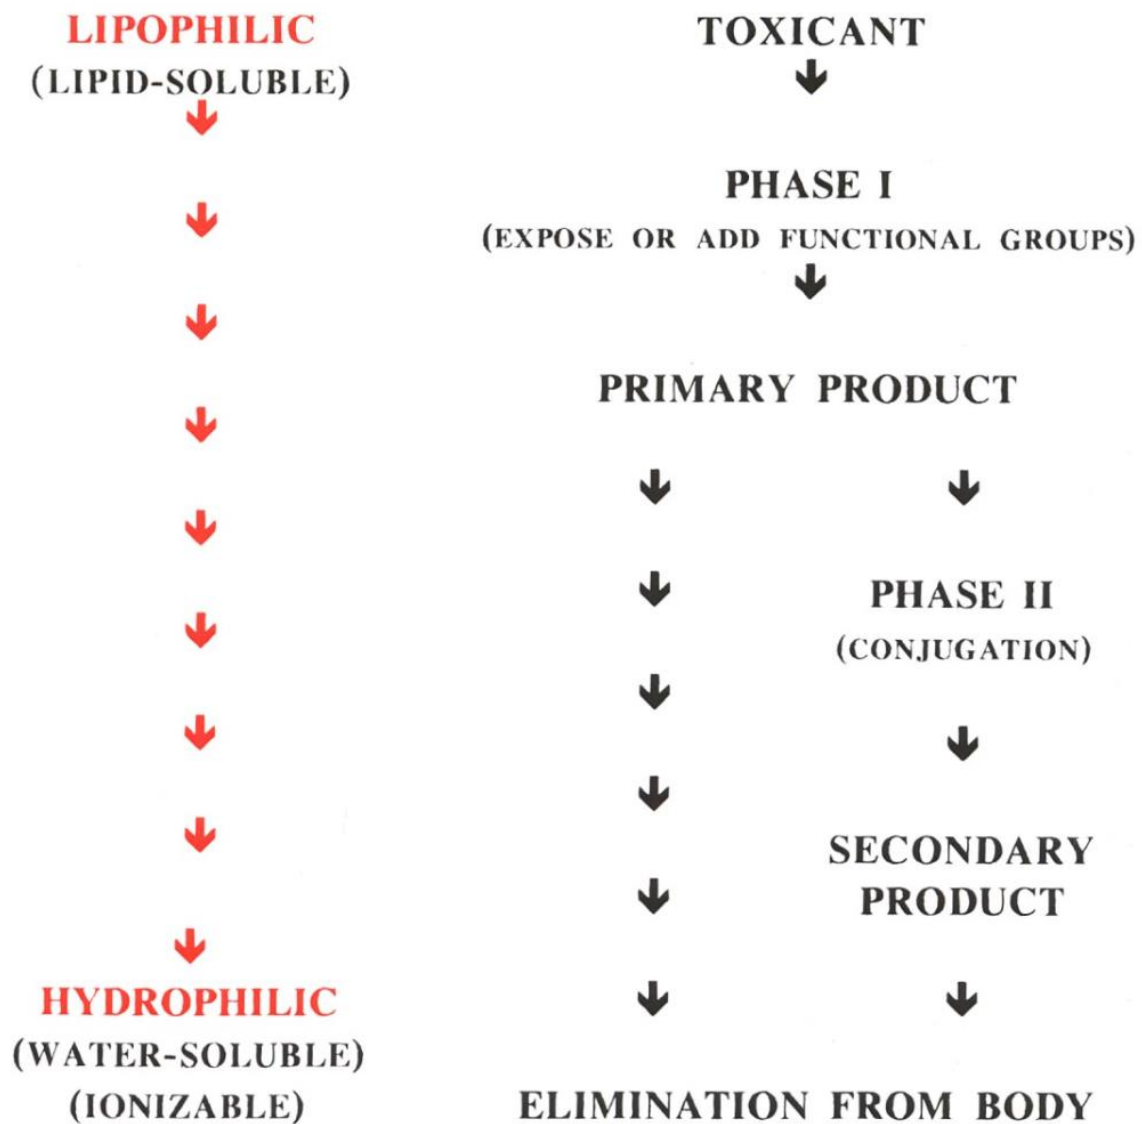 LIPOPHILIC
(LIPID-SOLUBLE)
HYDROPHILIC
(WATER-SOLUBLE)
(IONIZABLE)
TOXICANT
PHASE I
(EXPOSE OR ADD FUNCTIONAL GROUPS)
PRIMARY PRODUCT
PHASE II
(CONJUGATION)
SECONDARY
PRODUCT
ELIMINATION FROM BODY